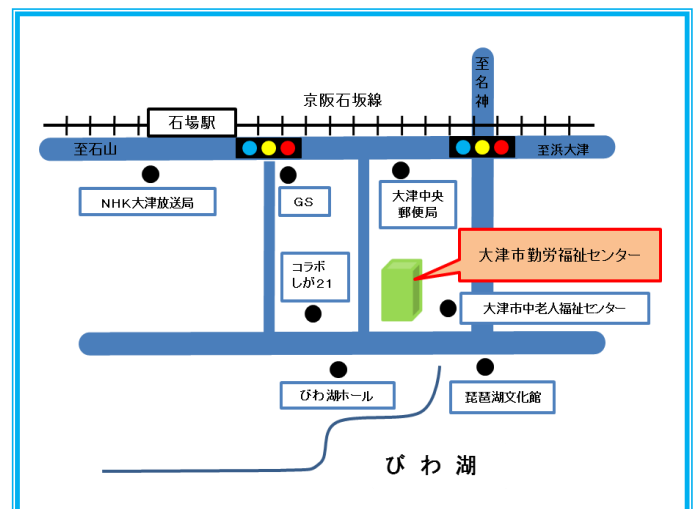 至
名
神
京阪石坂線
石場駅
至石山
至浜大津
NHK大津放送局
GS
大津中央
郵便局
大津市勤労福祉センター
コラボ
しが21
大津市中老人福祉センター
びわ湖ホール
琵琶湖文化館
びわ湖